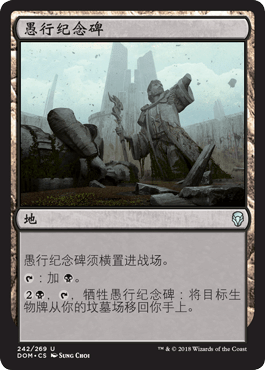 愚行纪念碑
地
愚行纪念碑须横置进战场。
：加。
2，，牺牲愚行纪念碑：将目标生
物牌从你的坟墓场移回你手上。
242/269 U
DOM • CS SUNG CHOI
™ & © 2018 Wizards of the Coast